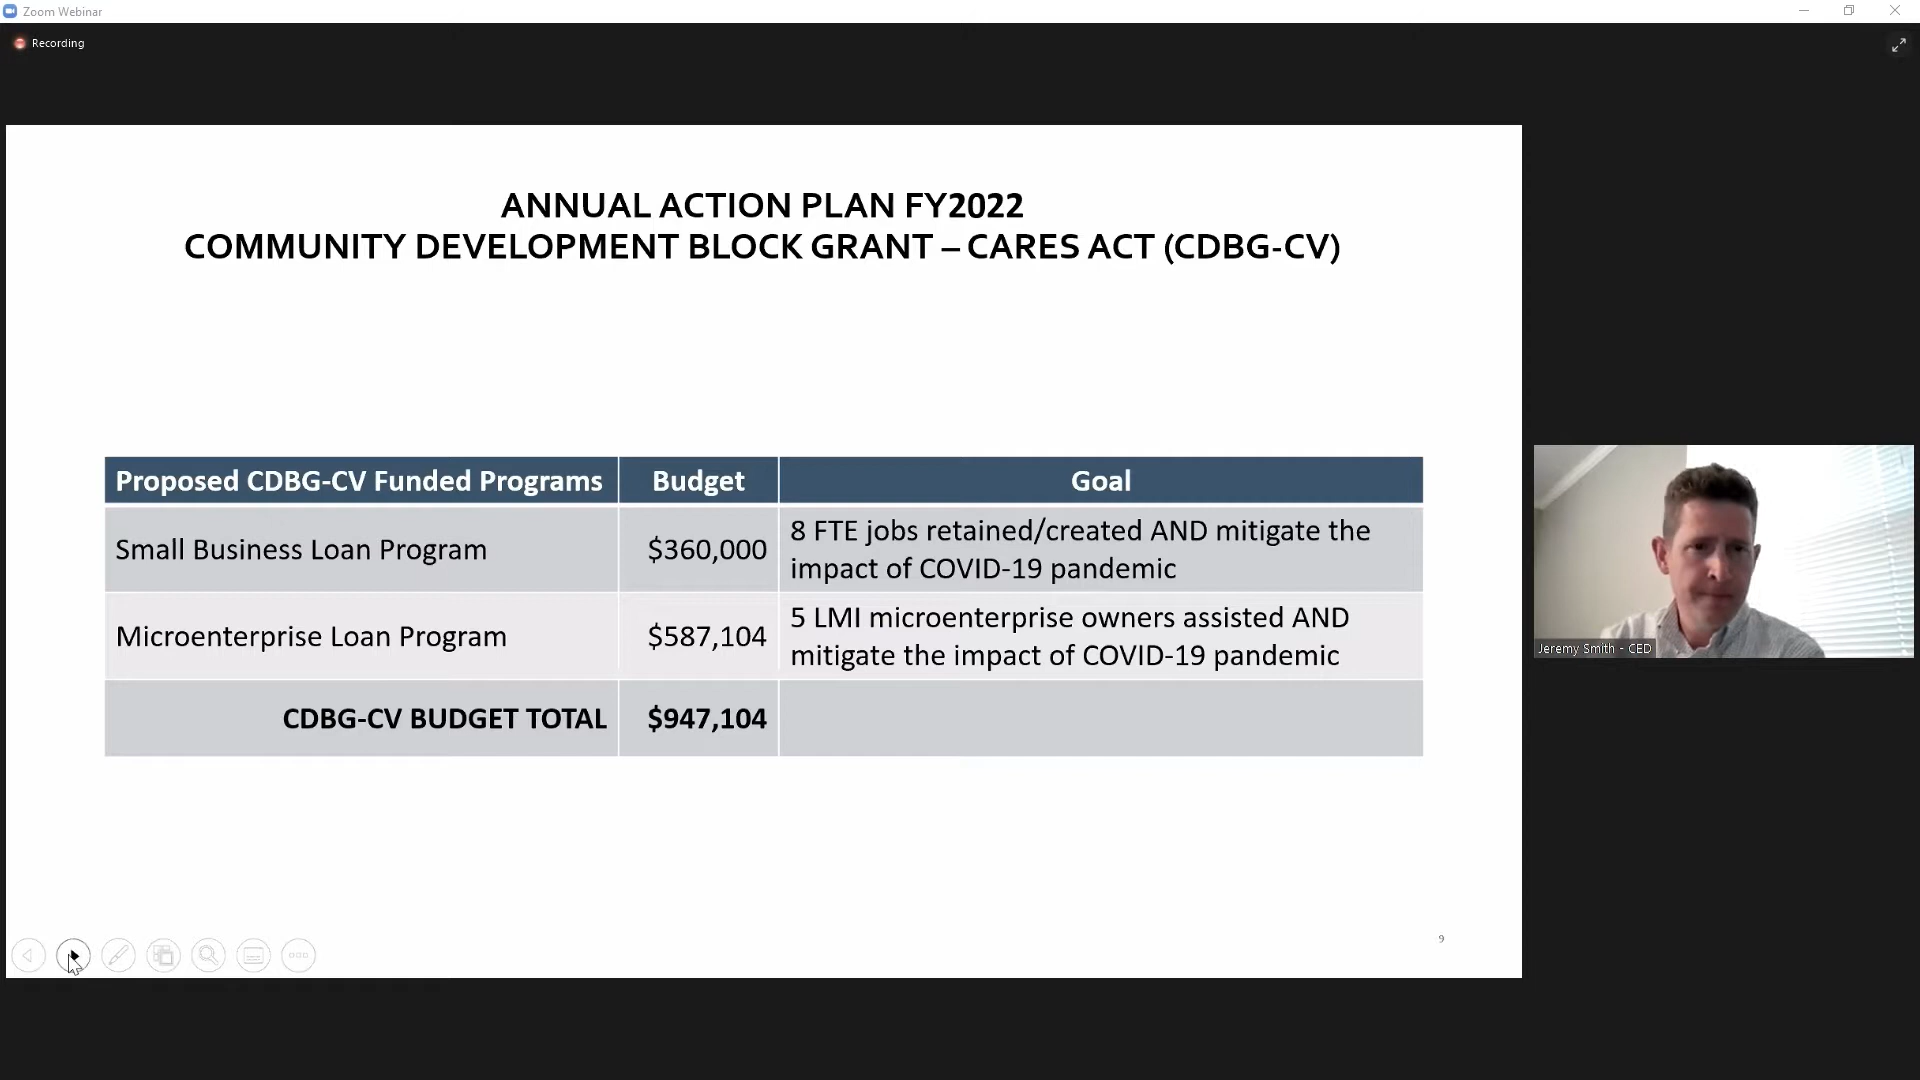 Zoom Webinar
Recording
ANNUAL ACTION PLAN FY2022
COMMUNITY DEVELOPMENT BLOCK GRANT – CARES ACT (CDBG-CV)
Proposed CDBG-CV Funded Programs Budget Goal
Small Business Loan Program $360,000 8 FTE jobs retained/created AND mitigate the
impact of COVID-19 pandemic
Microenterprise Loan Program $587,104 5 LMI microenterprise owners assisted AND
mitigate the impact of COVID-19 pandemic
CDBG-CV BUDGET TOTAL $947,104
Jeremy Smith - CED
9